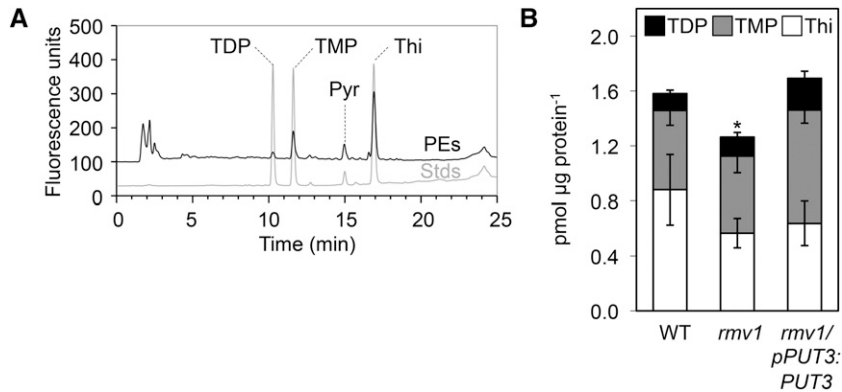 A
Fluorescence units
500
400
300
200
100
0
TDP
TMP
Thi
Pyr
PEs
Stds
0
5
10
15
20
25
Time (min)
B
TDP TMP Thi
pmol µg protein-1
2.0
1.6
1.2
0.8
0.4
0.0
*
WT
rmv1
rmv1/
pPUT3:
PUT3